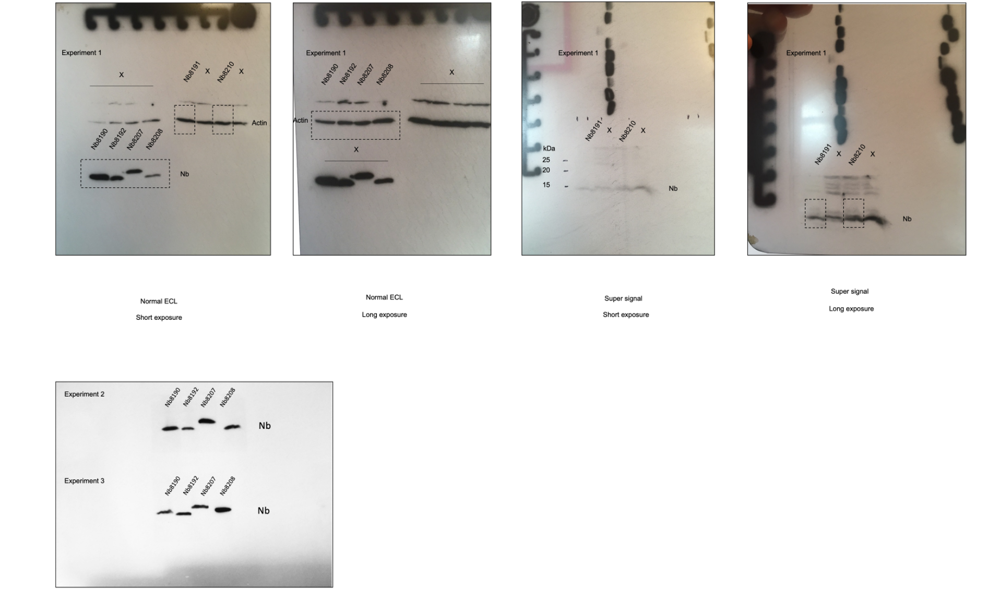 Experiment 1
X
Nb8191
X
Nb8210
X
Actin
Nb8190
Nb8192
Nb8207
Nb8208
Nb
Experiment 1
Nb8190
Nb8192
Nb8207
Nb8208
X
Actin
X
Experiment 1
Nb8191
X
Nb8210
X
kDa
25
20
15
Nb
Experiment 1
Nb8191
X
Nb8210
X
Nb
Normal ECL
Short exposure
Normal ECL
Long exposure
Super signal
Short exposure
Super signal
Long exposure
Experiment 2
Nb8190
Nb8192
Nb8207
Nb8208
Nb
Experiment 3
Nb8190
Nb8192
Nb8207
Nb8208
Nb